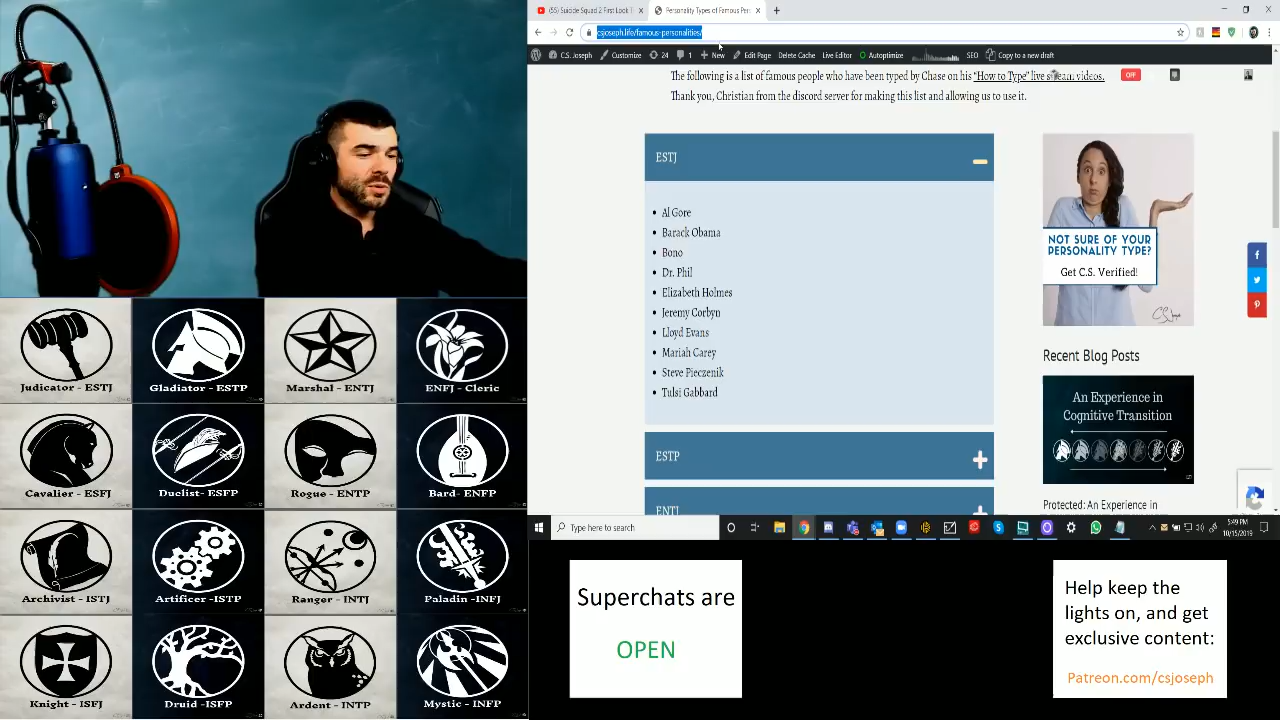 (55) Suicide Squad 2 First Look T
Personality Types of Famous Per
csjoseph.life/famous-personalities/
C.S. Joseph
Customize
24
1
New
Edit Page
Delete Cache
Live Editor
Autoptimize
SEO
Copy to a new draft
The following is a list of famous people who have been typed by Chase on his "How to Type" live stream videos.
OFF
Thank you, Christian from the discord server for making this list and allowing us to use it.
ESTJ
Al Gore
Barack Obama
Bono
Dr. Phil
Elizabeth Holmes
Jeremy Corbyn
Lloyd Evans
Mariah Carey
Steve Pieczenik
Tulsi Gabbard
ESTP
ENTJ
NOT SURE OF YOUR
PERSONALITY TYPE?
Get C.S. Verified!
CSJoseph
Recent Blog Posts
An Experience in
Cognitive Transition
Protected: An Experience in
Type here to search
5:49 PM
10/15/2019
Judicator - ESTJ
Gladiator - ESTP
Marshal - ENTJ
ENFJ - Cleric
Cavalier - ESFJ
Duelist- ESFP
Rogue - ENTP
Bard- ENFP
Archivist - ISTJ
Artificer -ISTP
Ranger - INTJ
Paladin -INFJ
Knight -ISFJ
Druid -ISFP
Ardent - INTP
Mystic - INFP
Superchats are
OPEN
Help keep the
lights on, and get
exclusive content:
Patreon.com/csjoseph